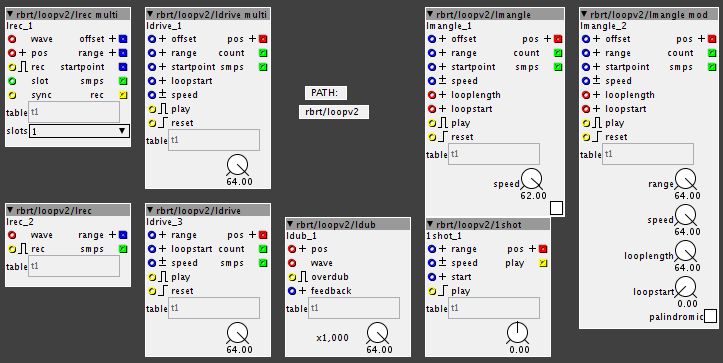 ▼ rbrt/loopv2/lrec multi
lrec_1
wave offset +
+ pos range +
rec startpoint
slot smps
sync rec
table t1
slots 1 ▼
▼ rbrt/loopv2/ldrive multi
ldrive_1
+ offset pos +
+ range count
± startpoint smps
+ loopstart
± speed
play
reset
table t1
64.00
PATH:
rbrt/loopv2
▼ rbrt/loopv2/lmangle
lmangle_1
+ offset pos +
+ range count
± startpoint smps
± speed
+ looplength
+ loopstart
play
reset
table t1
speed
62.00
▼ rbrt/loopv2/lmangle mod
lmangle_2
+ offset pos +
+ range count
± startpoint smps
± speed
+ looplength
+ loopstart
play
reset
table t1
range
64.00
speed
64.00
looplength
64.00
loopstart
0.00
palindromic
▼ rbrt/loopv2/lrec
lrec_2
wave range +
rec smps
table t1
▼ rbrt/loopv2/ldrive
ldrive_3
+ range pos +
+ loopstart count
± speed smps
play
reset
table t1
64.00
▼ rbrt/loopv2/ldub
ldub_1
+ pos
wave
overdub
+ feedback
table t1
x1,000
64.00
▼ rbrt/loopv2/1shot
1shot_1
+ range pos +
± speed play
+ start
play
table t1
0.00